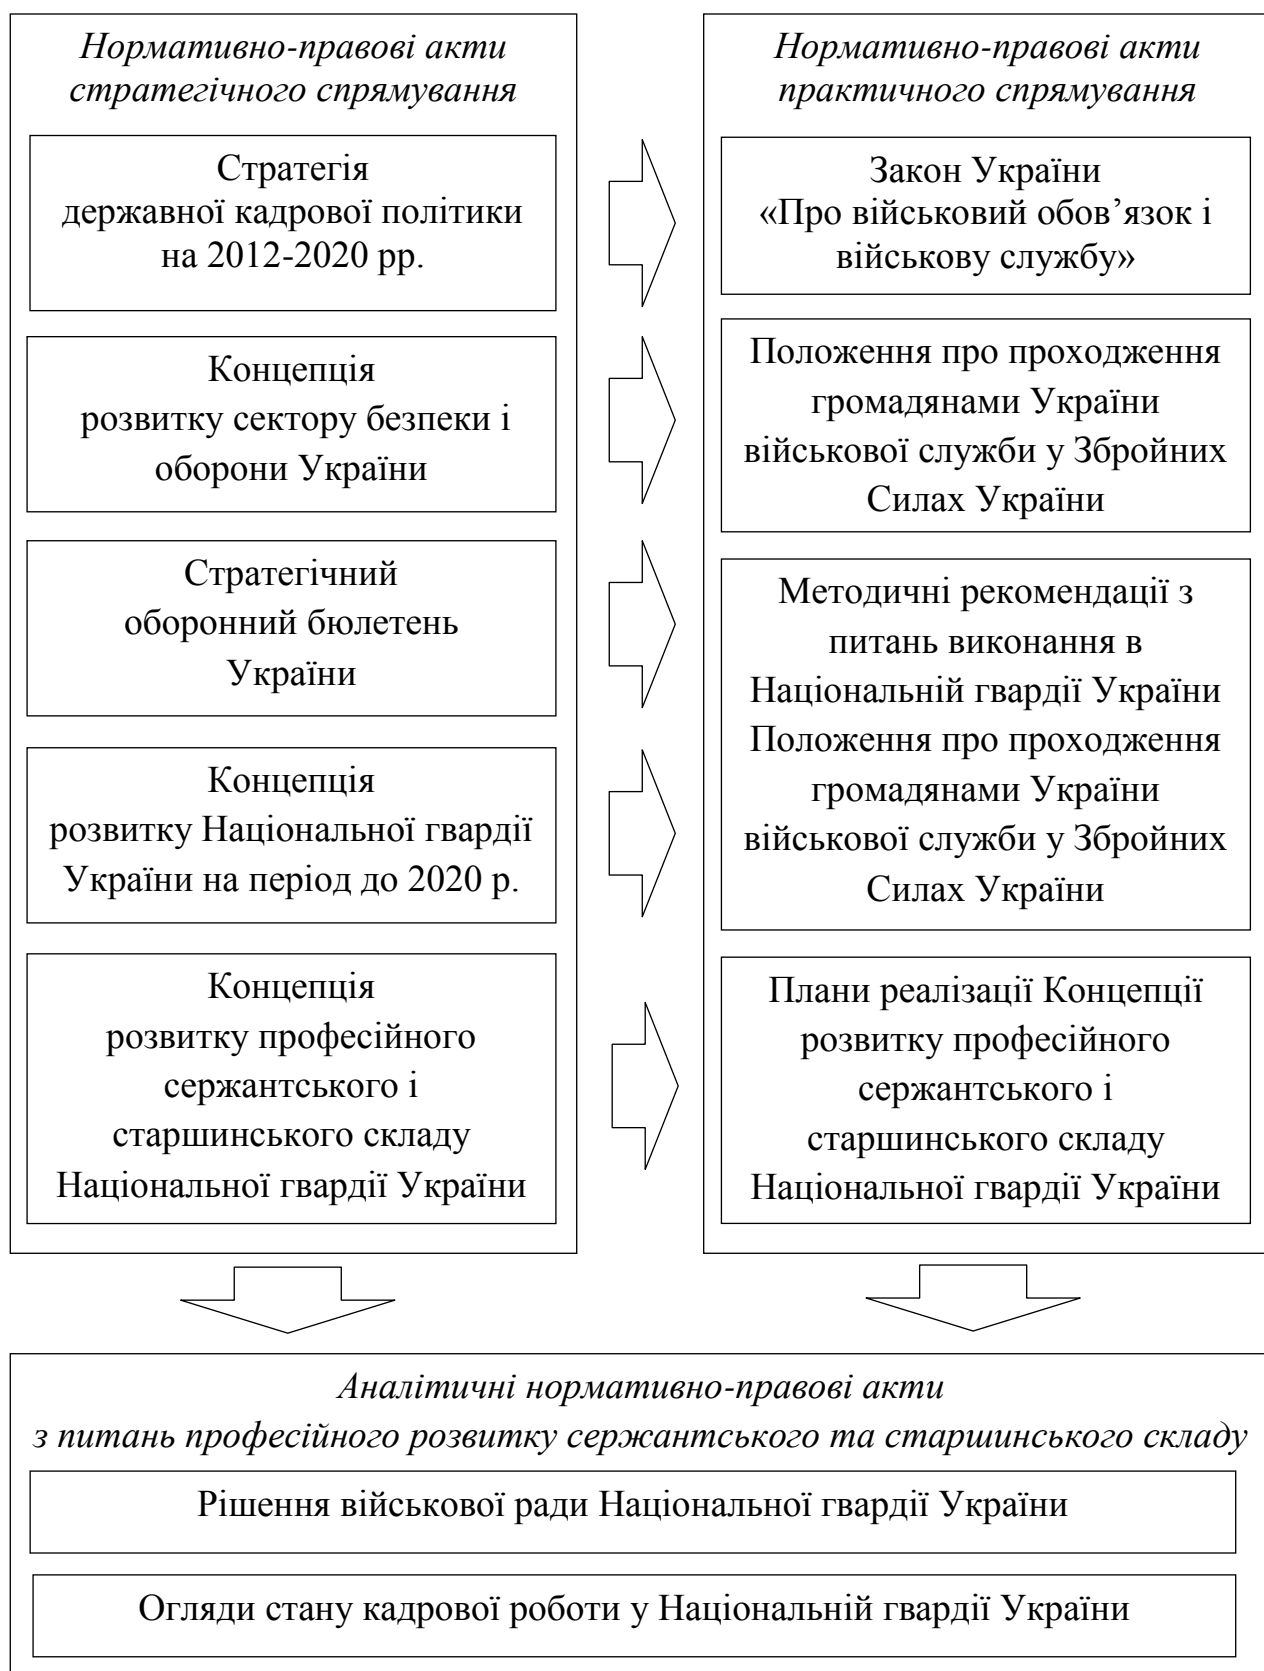 Нормативно-правові акти
стратегічного спрямування
Стратегія
державної кадрової політики
на 2012-2020 рр.
Концепція
розвитку сектору безпеки і
оборони України
Стратегічний
оборонний бюлетень
України
Концепція
розвитку Національної гвардії
України на період до 2020 р.
Концепція
розвитку професійного
сержантського і
старшинського складу
Національної гвардії України
Нормативно-правові акти
практичного спрямування
Закон України
«Про військовий обов’язок і
військову службу»
Положення про проходження
громадянами України
військової служби у Збройних
Силах України
Методичні рекомендації з
питань виконання в
Національній гвардії України
Положення про проходження
громадянами України
військової служби у Збройних
Силах України
Плани реалізації Концепції
розвитку професійного
сержантського і
старшинського складу
Національної гвардії України
Аналітичні нормативно-правові акти
з питань професійного розвитку сержантського та старшинського складу
Рішення військової ради Національної гвардії України
Огляди стану кадрової роботи у Національній гвардії України